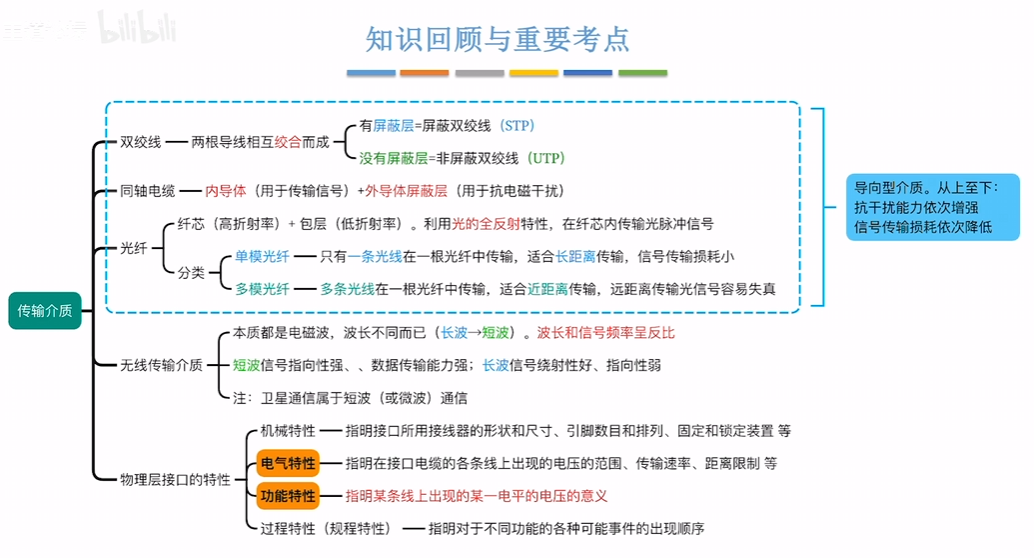 bilibili
知识回顾与重要考点
传输介质
双绞线
两根导线相互绞合而成
有屏蔽层=屏蔽双绞线（STP）
没有屏蔽层=非屏蔽双绞线（UTP）
同轴电缆
内导体（用于传输信号）+外导体屏蔽层（用于抗电磁干扰）
光纤
纤芯（高折射率）+ 包层（低折射率）。利用光的全反射特性，在纤芯内传输光脉冲信号
分类
单模光纤
只有一条光线在一根光纤中传输，适合长距离传输，信号传输损耗小
多模光纤
多条光线在一根光纤中传输，适合近距离传输，远距离传输光信号容易失真
导向型介质。从上至下：
抗干扰能力依次增强
信号传输损耗依次降低
无线传输介质
本质都是电磁波，波长不同而已（长波→短波）。波长和信号频率呈反比
短波信号指向性强、、数据传输能力强；长波信号绕射性好、指向性弱
注：卫星通信属于短波（或微波）通信
物理层接口的特性
机械特性
指明接口所用接线器的形状和尺寸、引脚数目和排列、固定和锁定装置 等
电气特性
指明在接口电缆的各条线上出现的电压的范围、传输速率、距离限制 等
功能特性
指明某条线上出现的某一电平的电压的意义
过程特性（规程特性）
指明对于不同功能的各种可能事件的出现顺序